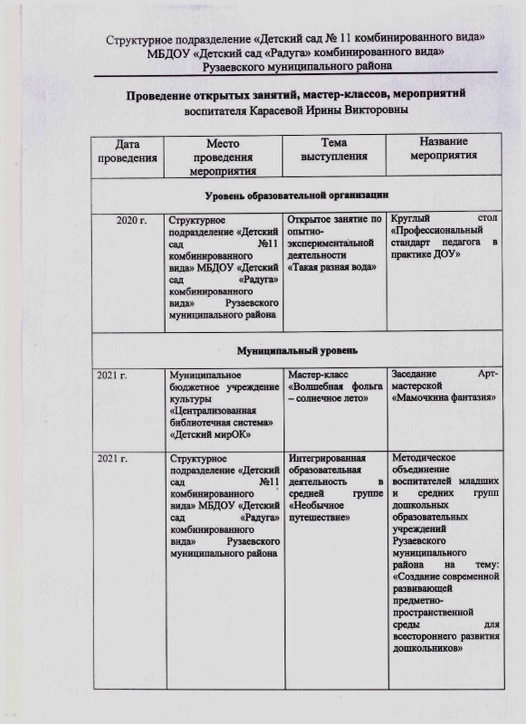 Структурное подразделение «Детский сад № 11 комбинированного вида»
МБДОУ «Детский сад «Радуга» комбинированного вида»
Рузаевского муниципального района
Проведение открытых занятий, мастер-классов, мероприятий
воспитателя Карасевой Ирины Викторовны
Дата
проведения
Место
проведения
мероприятия
Тема
выступления
Название
мероприятия
Уровень образовательной организации
2020 г.
Структурное
подразделение «Детский
сад №11
комбинированного
вида» МБДОУ «Детский
сад «Радуга»
комбинированного
вида» Рузаевского
муниципального района
Открытое занятие по
опытно-
экспериментальной
деятельности
«Такая разная вода»
Круглый стол
«Профессиональный
стандарт педагога в
практике ДОУ»
Муниципальный уровень
2021 г.
Муниципальное
бюджетное учреждение
культуры
«Централизованная
библиотечная система»
«Детский мирОК»
Мастер-класс
«Волшебная фольга
– солнечное лето»
Заседание Арт-
мастерской
«Мамочкина фантазия»
2021 г.
Структурное
подразделение «Детский
сад №11
комбинированного
вида» МБДОУ «Детский
сад «Радуга»
комбинированного
вида» Рузаевского
муниципального района
Интегрированная
образовательная
деятельность в
средней группе
«Необычное
путешествие»
Методическое
объединение
воспитателей младших
и средних групп
дошкольных
образовательных
учреждений
Рузаевского
муниципального
района на тему:
«Создание современной
развивающей
предметно-
пространственной
среды для
всестороннего развития
дошкольников»